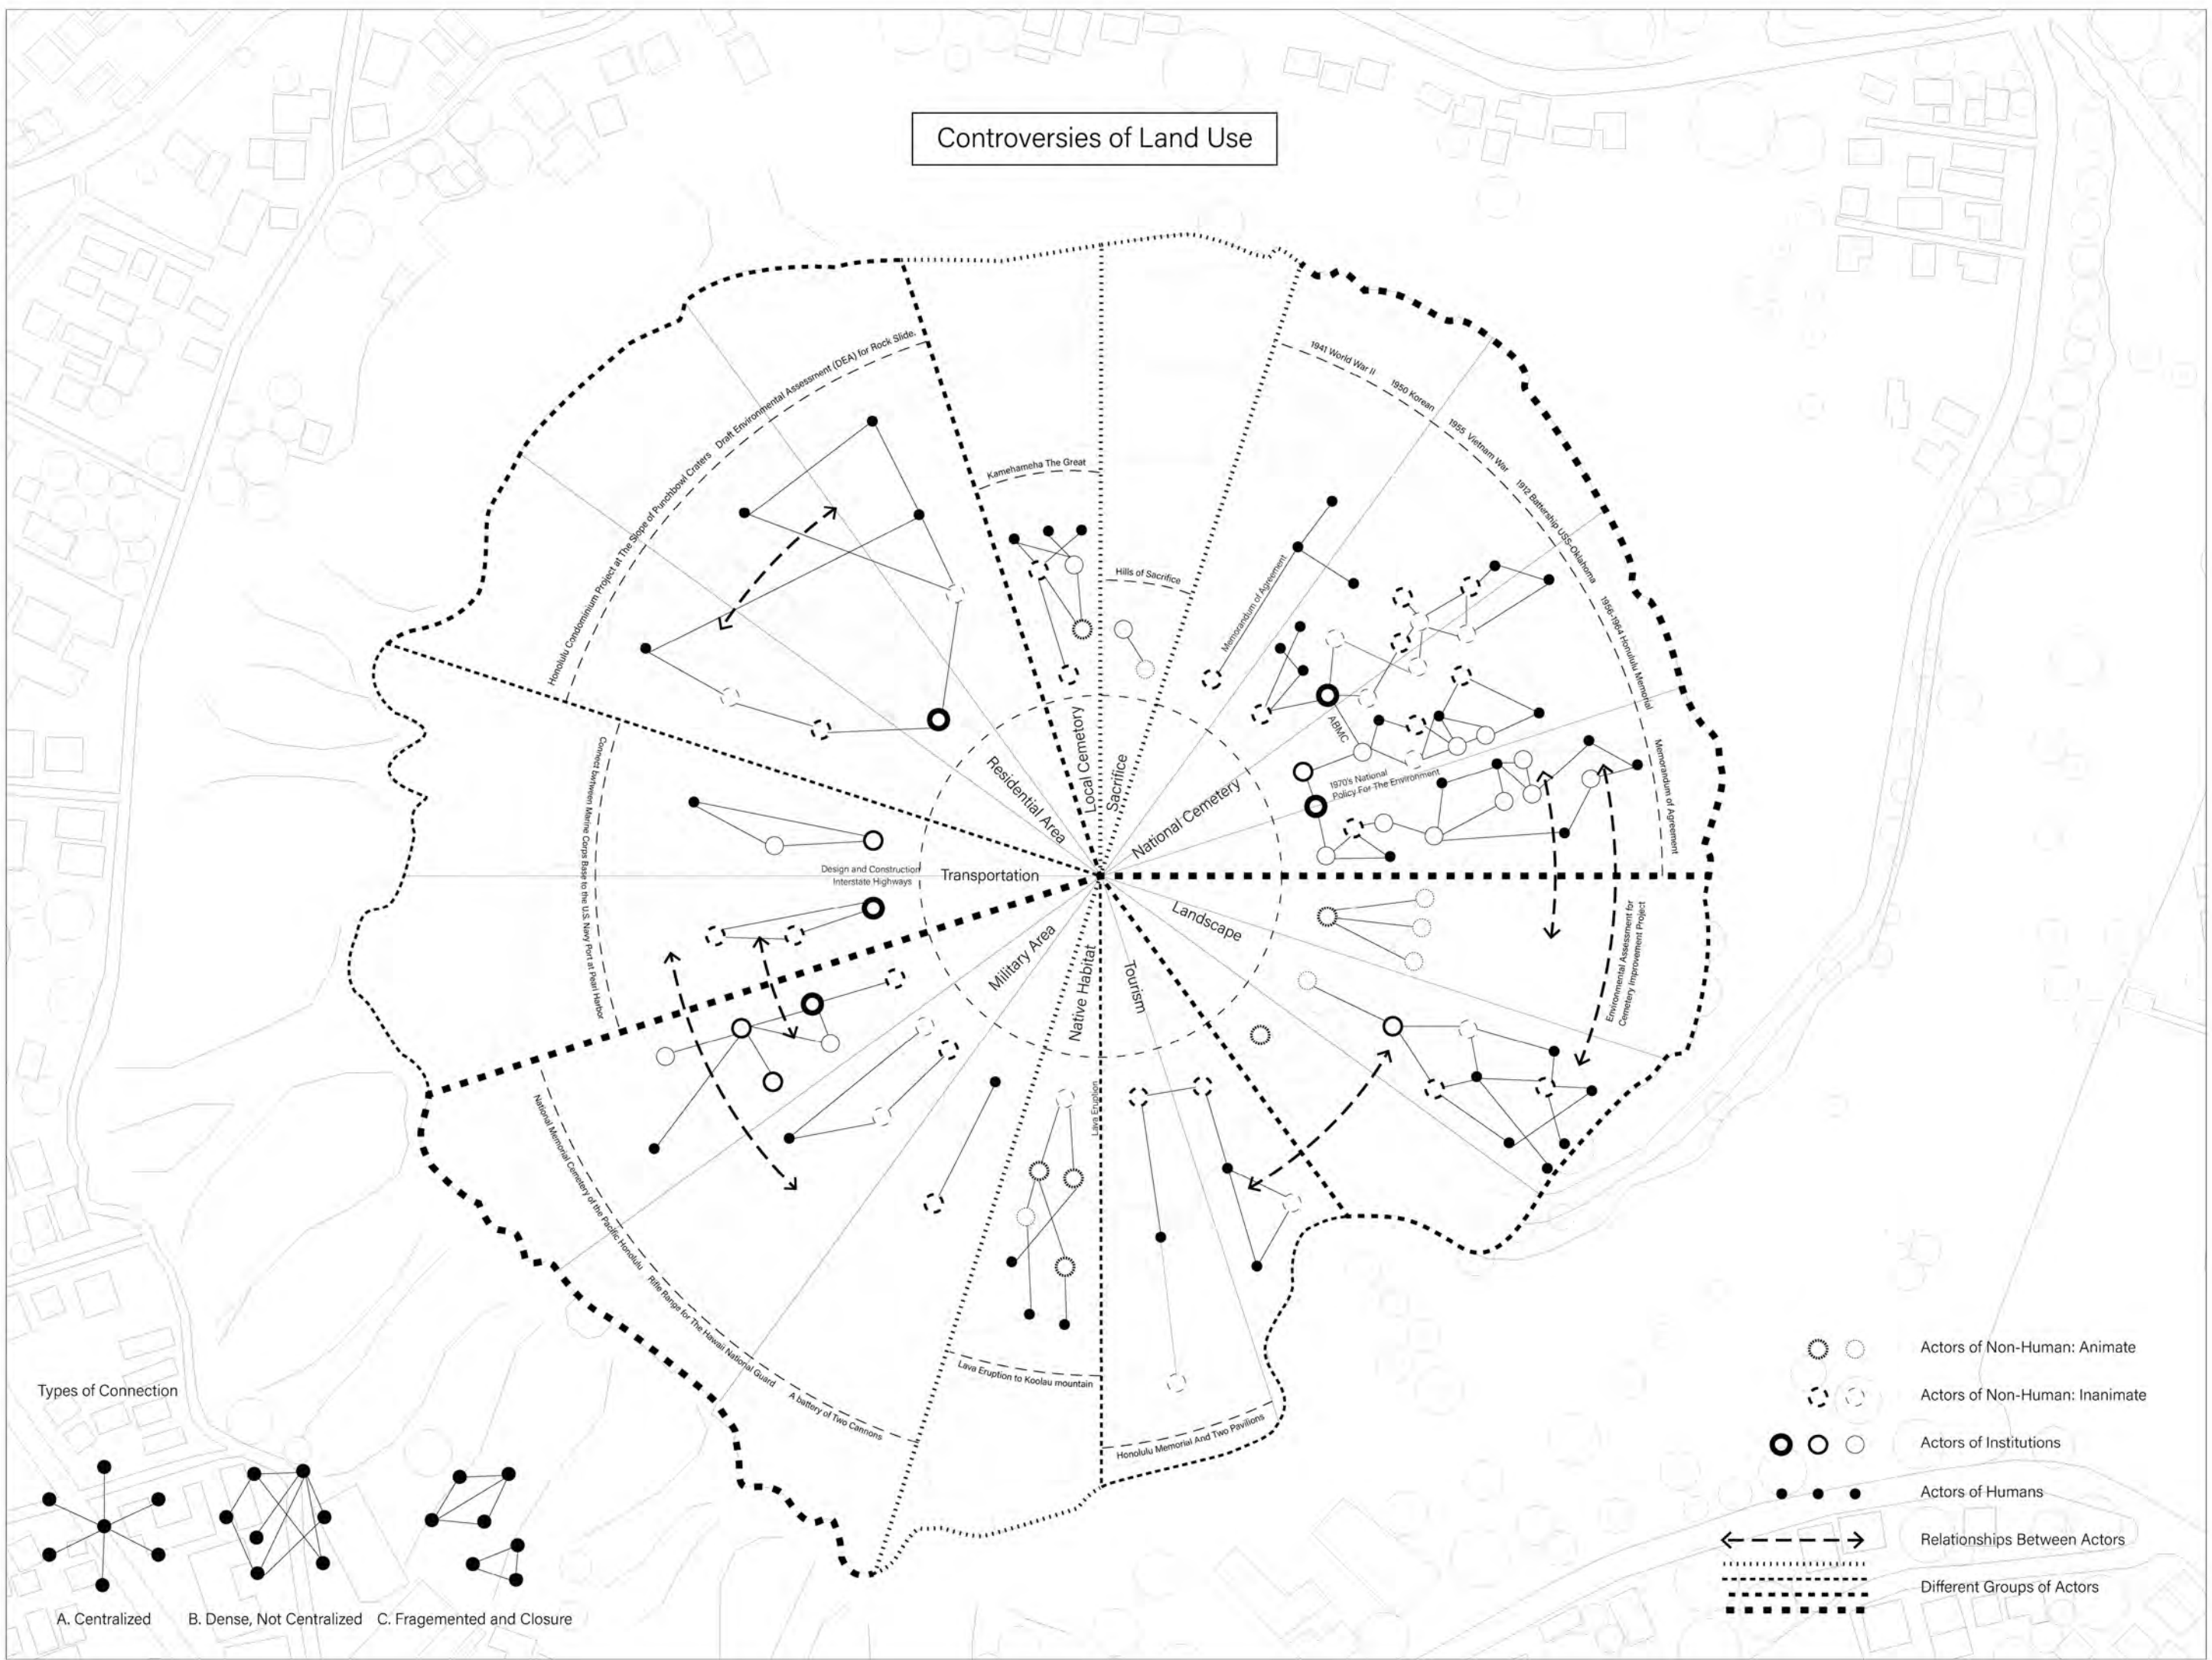 Controversies of Land Use
Draft Environmental Assessment (DEA) for Rock Slide.
Honolulu Condominium Project at The Slope of Punchbowl Craters
Kamehameha The Great
Hills of Sacrifice
Memorandum of Agreement
1941 World War II
1950 Korean
1955 Vietnam War
1912 Battership USS-Oklahoma
1956-1964 Honululu Memorial
Memorandum of Agreement
ABMC
1970's National
Policy For The Environment
Residential Area
Local Cemetery
Sacrifice
National Cemetery
Connect between Marine Corps Base to the U.S. Navy Port at Pearl Harbor
Design and Construction
Interstate Highways
Transportation
Landscape
Military Area
Native Habitat
Tourism
Environmental Assessment for
Cemetery Improvement Project
Lava Eruption
National Memorial Cemetery of the Pacific Honolulu
Rifle Range for The Hawaii National Guard
A battery of Two Cannons
Lava Eruption to Koolau mountain
Honolulu Memorial And Two Pavilions
Types of Connection
A. Centralized
B. Dense, Not Centralized
C. Fragemented and Closure
Actors of Non-Human: Animate
Actors of Non-Human: Inanimate
Actors of Institutions
Actors of Humans
Relationships Between Actors
Different Groups of Actors